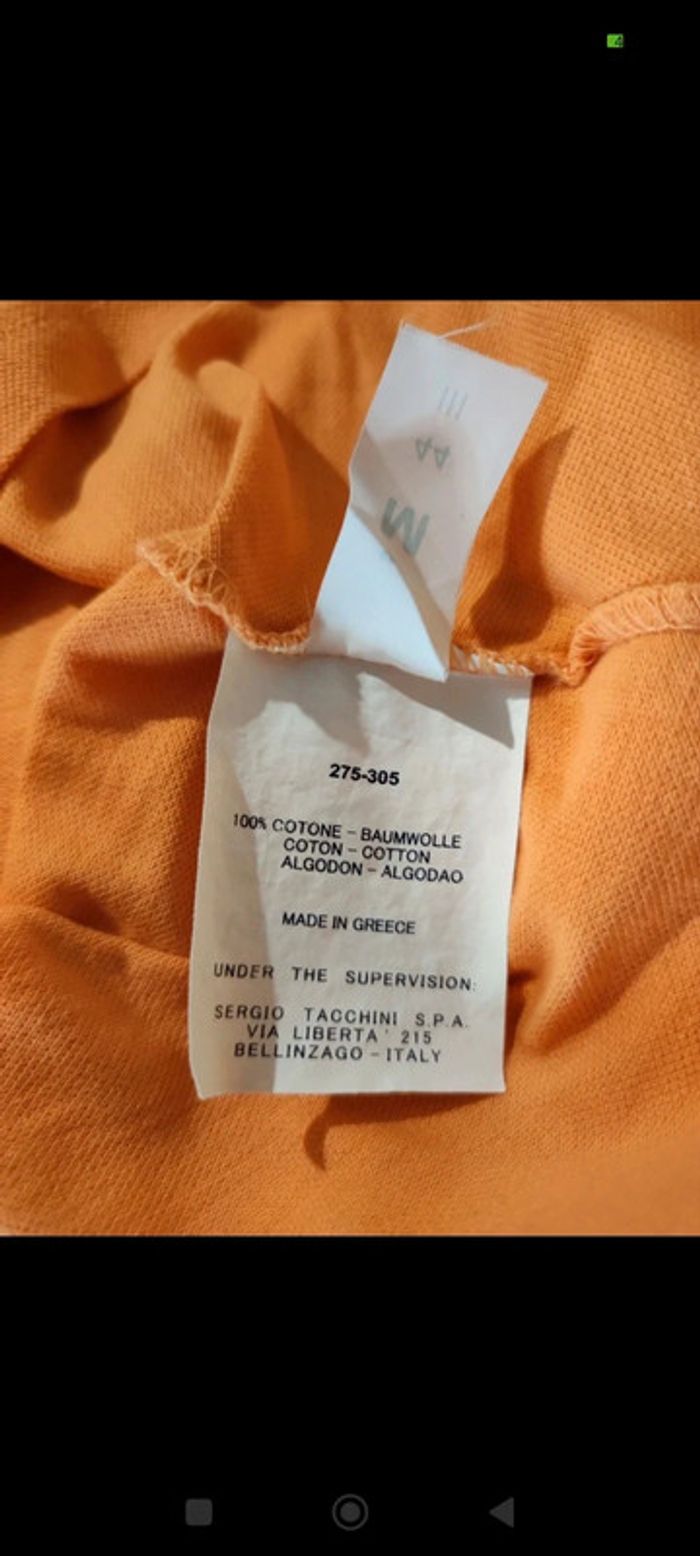 III
44
M
275-305
100% COTONE - BAUMWOLLE
COTON - COTTON
ALGODON - ALGODAO
MADE IN GREECE
UNDER THE SUPERVISION:
SERGIO TACCHINI S.P.A.
VIA LIBERTA' 215
BELLINZAGO - ITALY